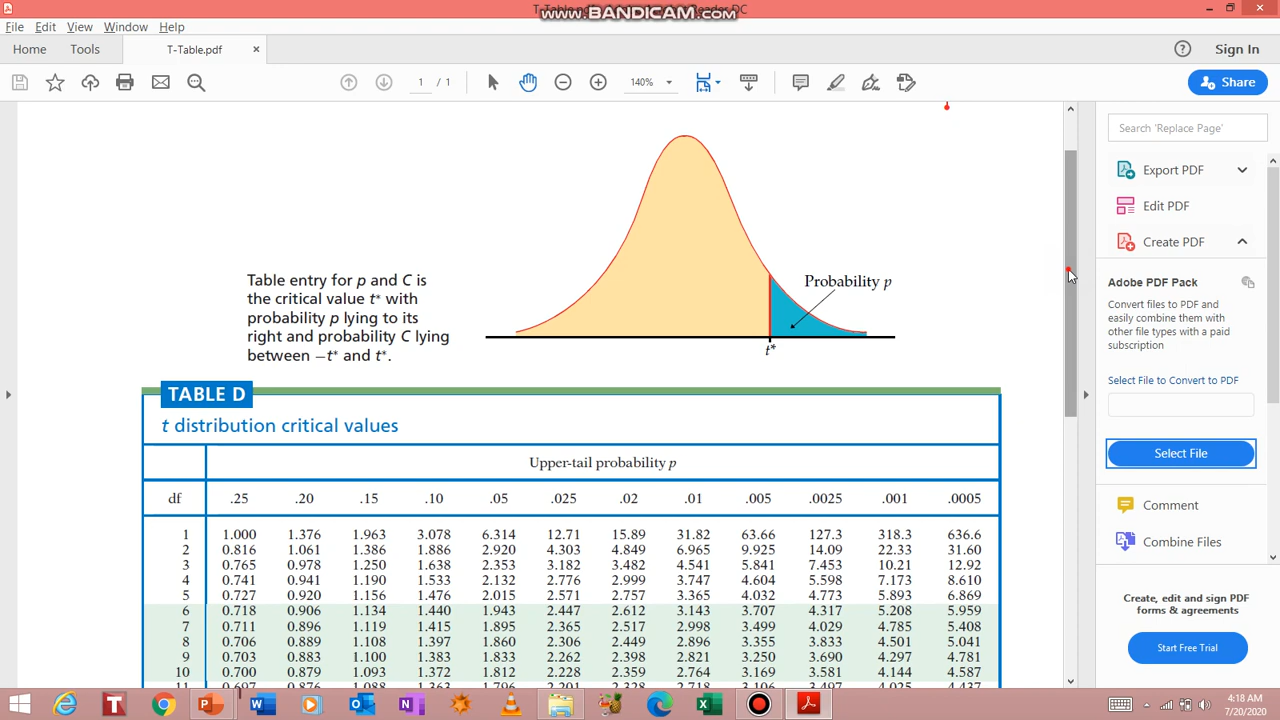 www.BANDICAM.com
File Edit View Window Help
Home Tools T-Table.pdf × Sign In
1 / 1 140% Share
Search 'Replace Page'
Export PDF
Edit PDF
Create PDF
Adobe PDF Pack
Convert files to PDF and
easily combine them with
other file types with a paid
subscription
Select File to Convert to PDF
Select File
Comment
Combine Files
Create, edit and sign PDF
forms & agreements
Start Free Trial
Probability p
t*
Table entry for p and C is
the critical value t* with
probability p lying to its
right and probability C lying
between −t* and t*.
TABLE D
t distribution critical values
Upper-tail probability p
df .25 .20 .15 .10 .05 .025 .02 .01 .005 .0025 .001 .0005
1 1.000 1.376 1.963 3.078 6.314 12.71 15.89 31.82 63.66 127.3 318.3 636.6
2 0.816 1.061 1.386 1.886 2.920 4.303 4.849 6.965 9.925 14.09 22.33 31.60
3 0.765 0.978 1.250 1.638 2.353 3.182 3.482 4.541 5.841 7.453 10.21 12.92
4 0.741 0.941 1.190 1.533 2.132 2.776 2.999 3.747 4.604 5.598 7.173 8.610
5 0.727 0.920 1.156 1.476 2.015 2.571 2.757 3.365 4.032 4.773 5.893 6.869
6 0.718 0.906 1.134 1.440 1.943 2.447 2.612 3.143 3.707 4.317 5.208 5.959
7 0.711 0.896 1.119 1.415 1.895 2.365 2.517 2.998 3.499 4.029 4.785 5.408
8 0.706 0.889 1.108 1.397 1.860 2.306 2.449 2.896 3.355 3.833 4.501 5.041
9 0.703 0.883 1.100 1.383 1.833 2.262 2.398 2.821 3.250 3.690 4.297 4.781
10 0.700 0.879 1.093 1.372 1.812 2.228 2.359 2.764 3.169 3.581 4.144 4.587
4:18 AM
7/20/2020